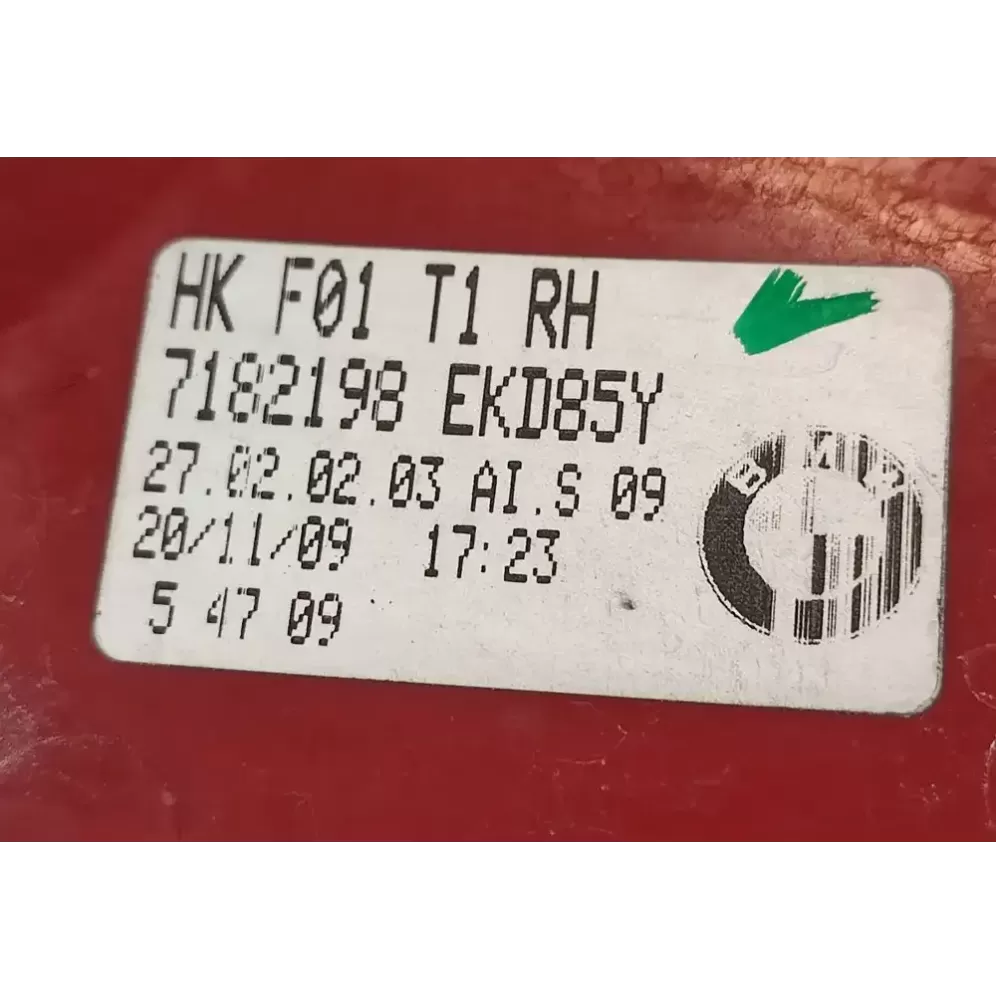 HK F01 T1 RH
7182198 EKD85Y
27.02.02.03 AI.S 09
20/11/09 17:23
5 47 09
BMW